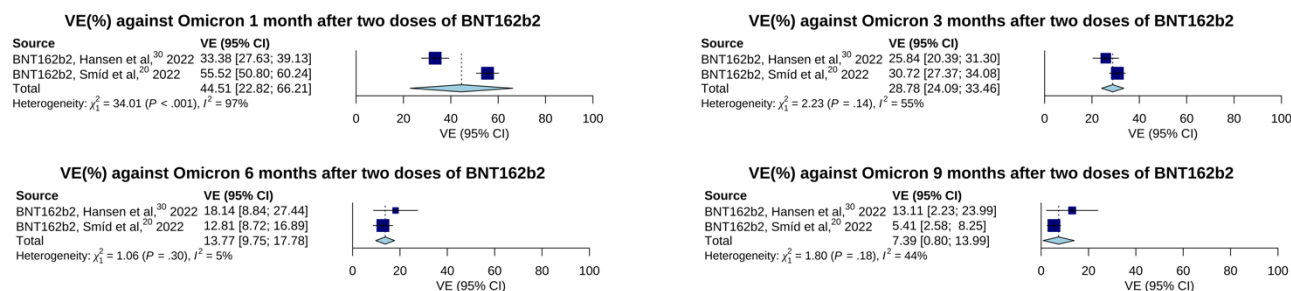 VE(%) against Omicron 1 month after two doses of BNT162b2
Source VE (95% CI)
BNT162b2, Hansen et al,30 2022 33.38 [27.63; 39.13]
BNT162b2, Smíd et al,20 2022 55.52 [50.80; 60.24]
Total 44.51 [22.82; 66.21]
Heterogeneity: χ²₁ = 34.01 (P < .001), I² = 97%
0 20 40 60 80 100
VE (95% CI)
VE(%) against Omicron 3 months after two doses of BNT162b2
Source VE (95% CI)
BNT162b2, Hansen et al,30 2022 25.84 [20.39; 31.30]
BNT162b2, Smíd et al,20 2022 30.72 [27.37; 34.08]
Total 28.78 [24.09; 33.46]
Heterogeneity: χ²₁ = 2.23 (P = .14), I² = 55%
0 20 40 60 80 100
VE (95% CI)
VE(%) against Omicron 6 months after two doses of BNT162b2
Source VE (95% CI)
BNT162b2, Hansen et al,30 2022 18.14 [8.84; 27.44]
BNT162b2, Smíd et al,20 2022 12.81 [8.72; 16.89]
Total 13.77 [9.75; 17.78]
Heterogeneity: χ²₁ = 1.06 (P = .30), I² = 5%
0 20 40 60 80 100
VE (95% CI)
VE(%) against Omicron 9 months after two doses of BNT162b2
Source VE (95% CI)
BNT162b2, Hansen et al,30 2022 13.11 [2.23; 23.99]
BNT162b2, Smíd et al,20 2022 5.41 [2.58; 8.25]
Total 7.39 [0.80; 13.99]
Heterogeneity: χ²₁ = 1.80 (P = .18), I² = 44%
0 20 40 60 80 100
VE (95% CI)